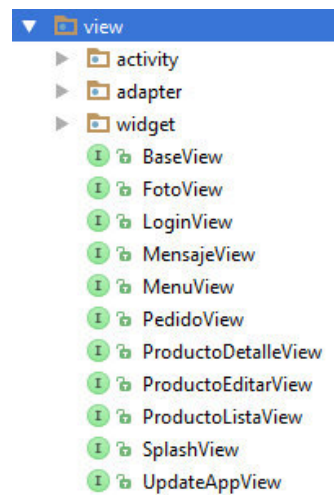 view
activity
adapter
widget
BaseView
FotoView
LoginView
MensajeView
MenuView
PedidoView
ProductoDetalleView
ProductoEditarView
ProductoListaView
SplashView
UpdateAppView